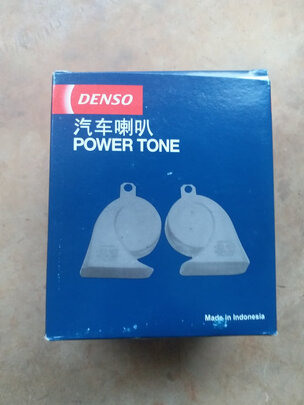 DENSO
汽车喇叭
POWER TONE
Made in Indonesia